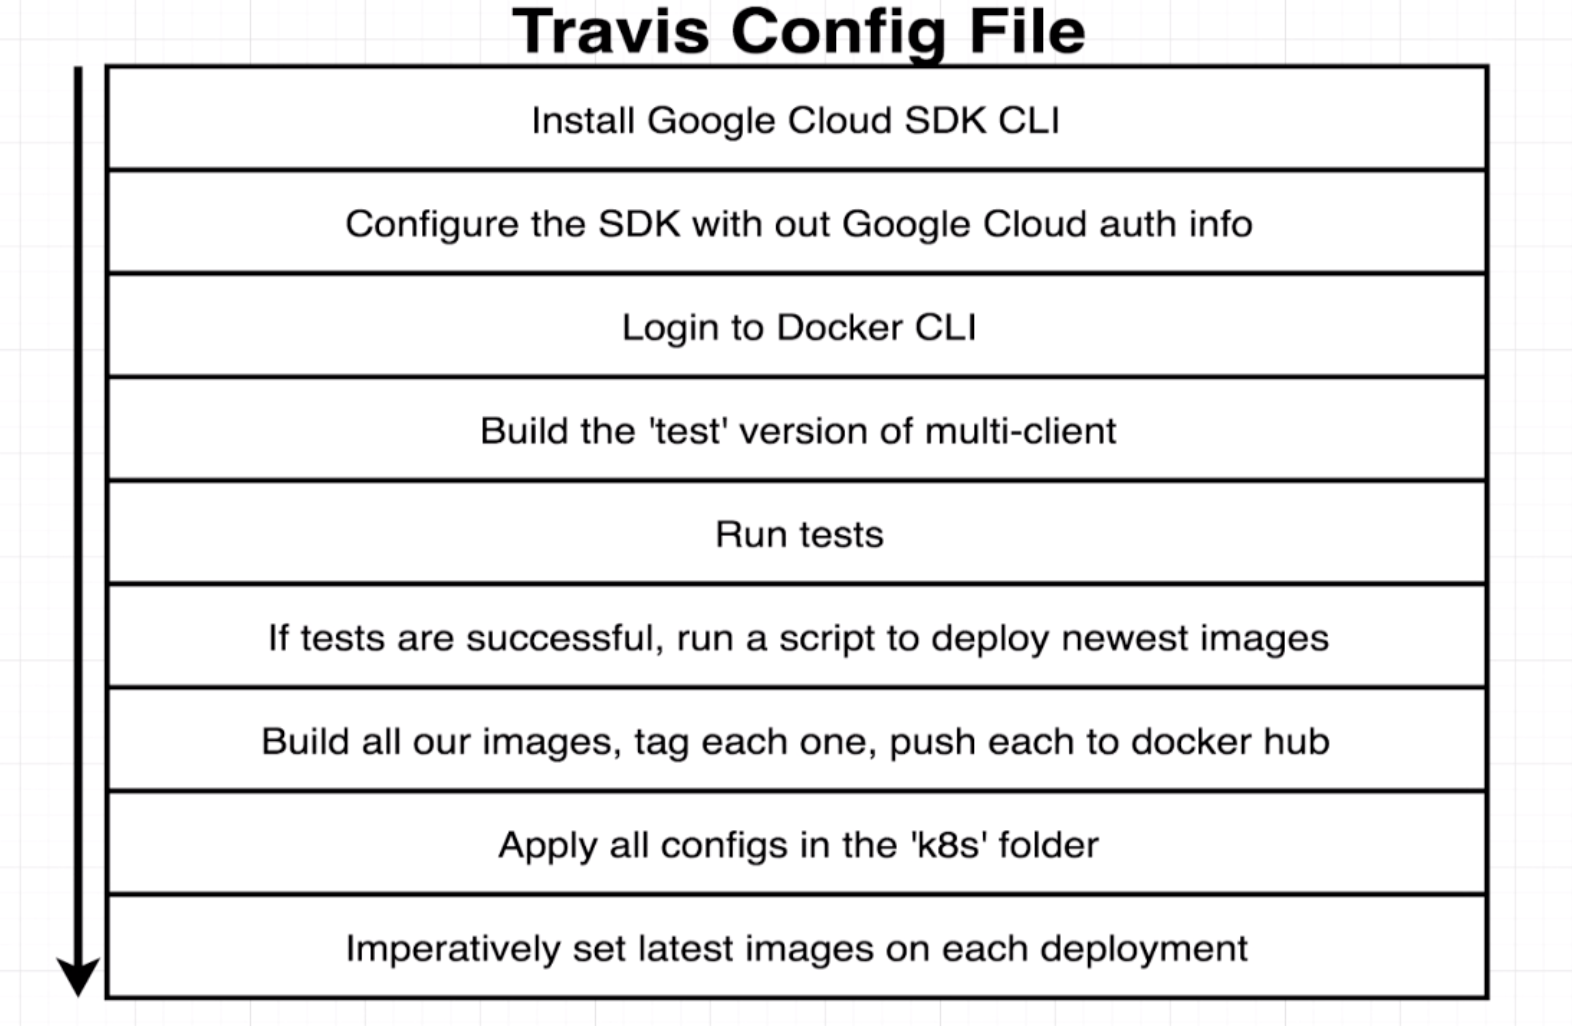 Travis Config File
Install Google Cloud SDK CLI
Configure the SDK with out Google Cloud auth info
Login to Docker CLI
Build the 'test' version of multi-client
Run tests
If tests are successful, run a script to deploy newest images
Build all our images, tag each one, push each to docker hub
Apply all configs in the 'k8s' folder
Imperatively set latest images on each deployment